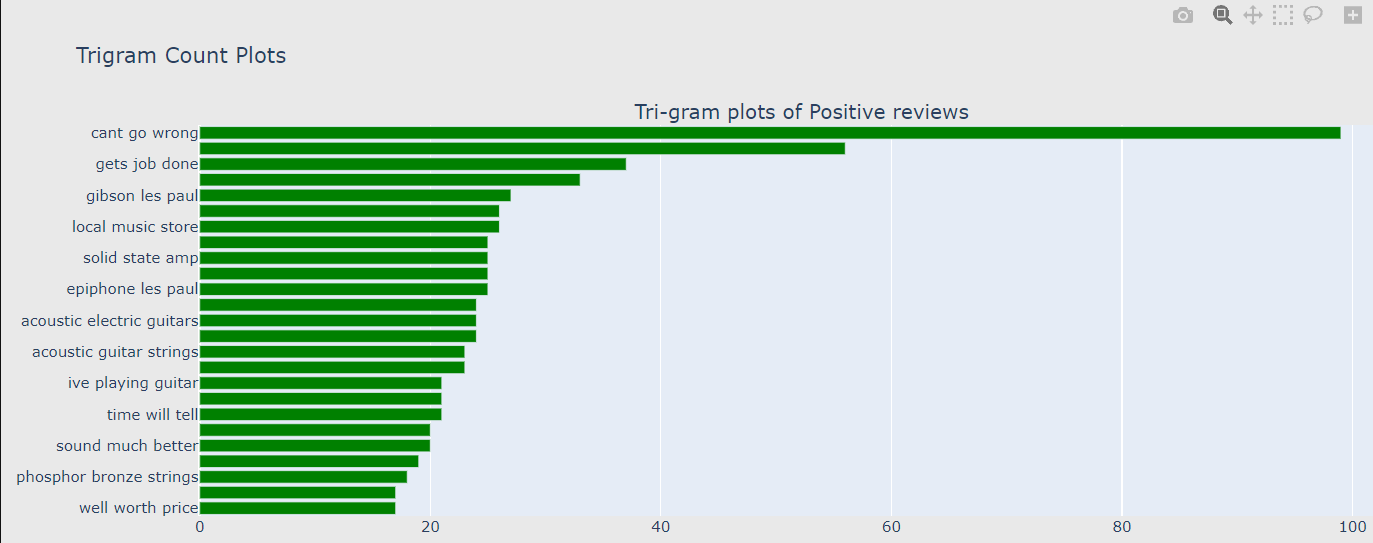 Trigram Count Plots
Tri-gram plots of Positive reviews
cant go wrong
gets job done
gibson les paul
local music store
solid state amp
epiphone les paul
acoustic electric guitars
acoustic guitar strings
ive playing guitar
time will tell
sound much better
phosphor bronze strings
well worth price
0 20 40 60 80 100